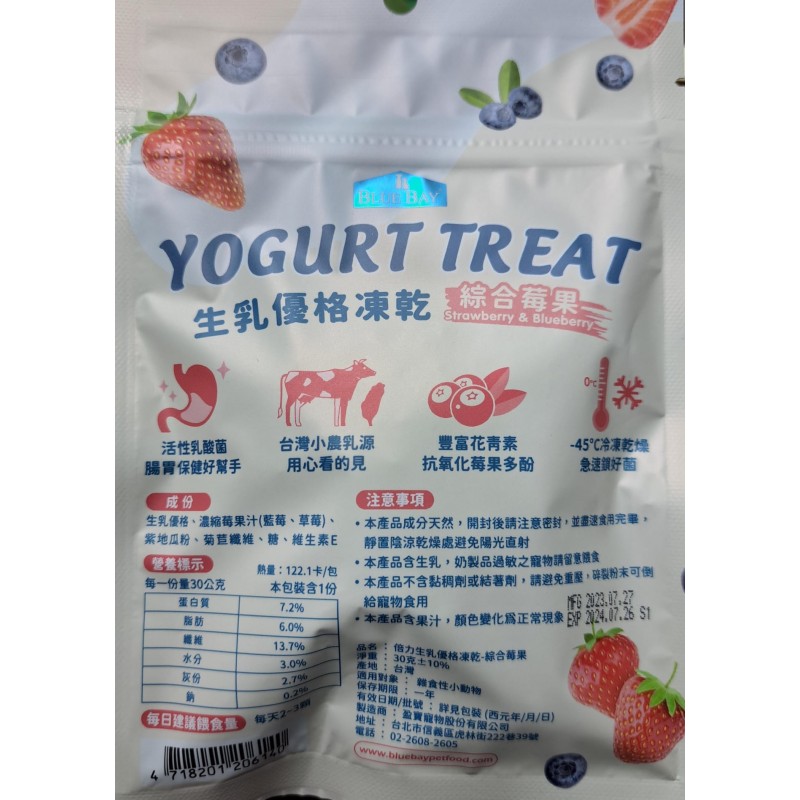 BLUE BAY
YOGURT TREAT
生乳優格凍乾
綜合莓果
Strawberry & Blueberry
活性乳酸菌
腸胃保健好幫手
台灣小農乳源
用心看的見
豐富花青素
抗氧化莓果多酚
0℃
-45℃冷凍乾燥
急速鎖好菌
成份
生乳優格、濃縮莓果汁(藍莓、草莓)、
紫地瓜粉、菊苣纖維、糖、維生素E
營養標示
熱量：122.1卡/包
每一份量30公克 本包裝含1份
蛋白質 7.2%
脂肪 6.0%
纖維 13.7%
水分 3.0%
灰份 2.7%
鈉 0.2%
每日建議餵食量 每天2-3顆
4 718201 206140
注意事項
•本產品成分天然，開封後請注意密封，並盡速食用完畢，
靜置陰涼乾燥處避免陽光直射
•本產品含生乳，奶製品過敏之寵物請留意餵食
•本產品不含黏稠劑或結著劑，請避免重壓，碎裂粉末可倒
給寵物食用
•本產品含果汁，顏色變化為正常現象
MFG 2023.07.27
EXP 2024.07.26 S1
品名：倍力生乳優格凍乾-綜合莓果
淨重：30克±10%
產地：台灣
適用對象：雜食性小動物
保存期限：一年
有效日期/批號：詳見包裝 (西元年/月/日)
製造商：盈寶寵物股份有限公司
地址：台北市信義區虎林街222巷39號
電話：02-2608-2605
www.bluebaypetfood.com